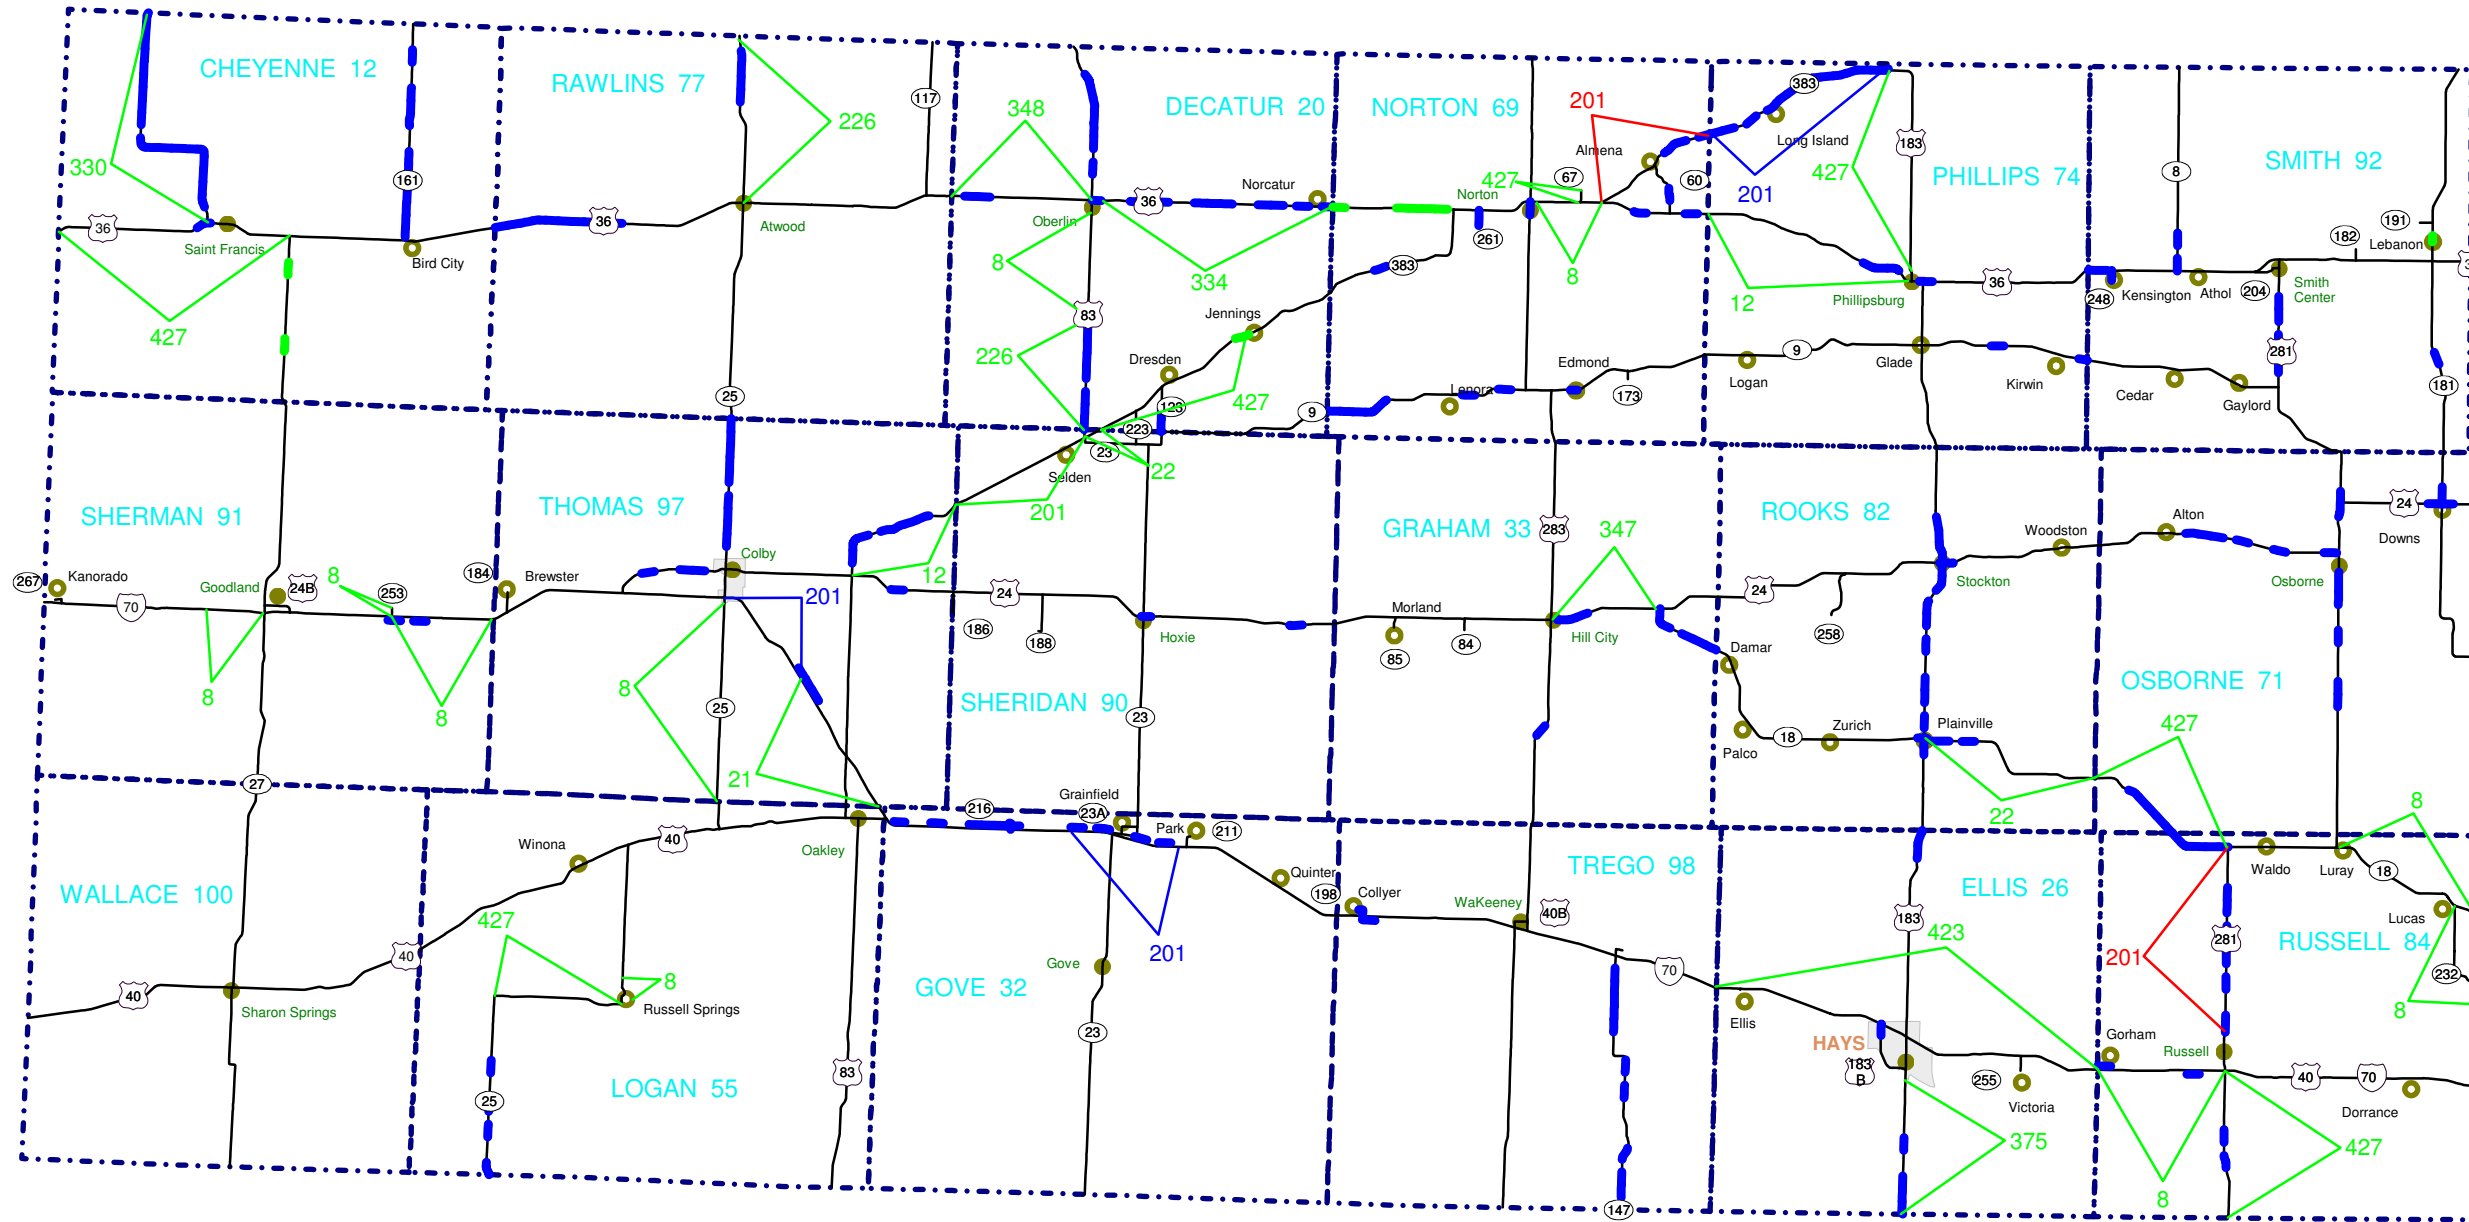 CHEYENNE 12
RAWLINS 77
DECATUR 20
NORTON 69
PHILLIPS 74
SMITH 92
330
161
36
Saint Francis
Bird City
427
36
226
Atwood
117
25
348
Oberlin
36
Norcatur
8
334
83
226
Jennings
Dresden
123
427
223
9
383
Norton
261
427
67
8
201
Almena
60
383
Long Island
201
427
183
12
Phillipsburg
36
Lenora
Edmond
173
Logan
9
Glade
Kirwin
8
191
Lebanon
182
248
Kensington
Athol
204
Smith
Center
281
181
Cedar
Gaylord
3
SHERMAN 91
THOMAS 97
GRAHAM 33
ROOKS 82
OSBORNE 71
SHERIDAN 90
267
Kanorado
70
Goodland
24B
8
8
253
8
184
Brewster
Colby
201
12
8
25
21
27
23
Selden
22
201
24
186
188
Hoxie
23
Morland
85
84
283
347
Hill City
24
258
Damar
Palco
18
Zurich
Plainville
Stockton
Woodston
Alton
Osborne
24
Downs
427
22
WALLACE 100
LOGAN 55
GOVE 32
TREGO 98
ELLIS 26
RUSSELL 84
40
Sharon Springs
40
Winona
40
427
8
Russell Springs
25
Oakley
83
216
Grainfield
23A
Park
211
201
Gove
23
Quinter
198
Collyer
WaKeeney
40B
70
147
Ellis
HAYS
183
B
183
423
255
Victoria
375
Gorham
Russell
8
427
201
281
Waldo
Luray
8
18
Lucas
232
8
40
70
Dorrance